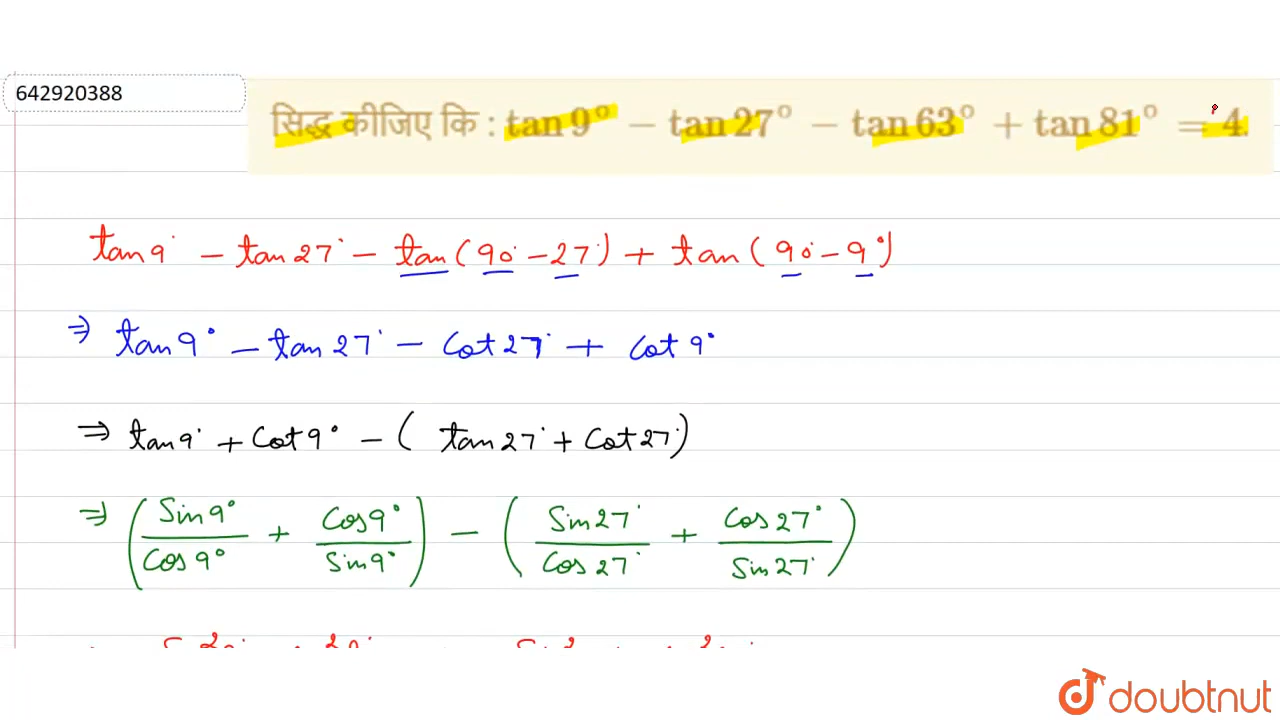 642920388
सिद्ध कीजिए कि : tan 9° − tan 27° − tan 63° + tan 81° = 4.
tan 9° − tan 27° − tan (90° − 27°) + tan (90° − 9°)
⇒ tan 9° − tan 27° − Cot 27° + Cot 9°
⇒ tan 9° + Cot 9° − ( tan 27° + Cot 27°)
⇒ (Sin 9° / Cos 9° + Cos 9° / Sin 9°) − (Sin 27° / Cos 27° + Cos 27° / Sin 27°)
doubtnut